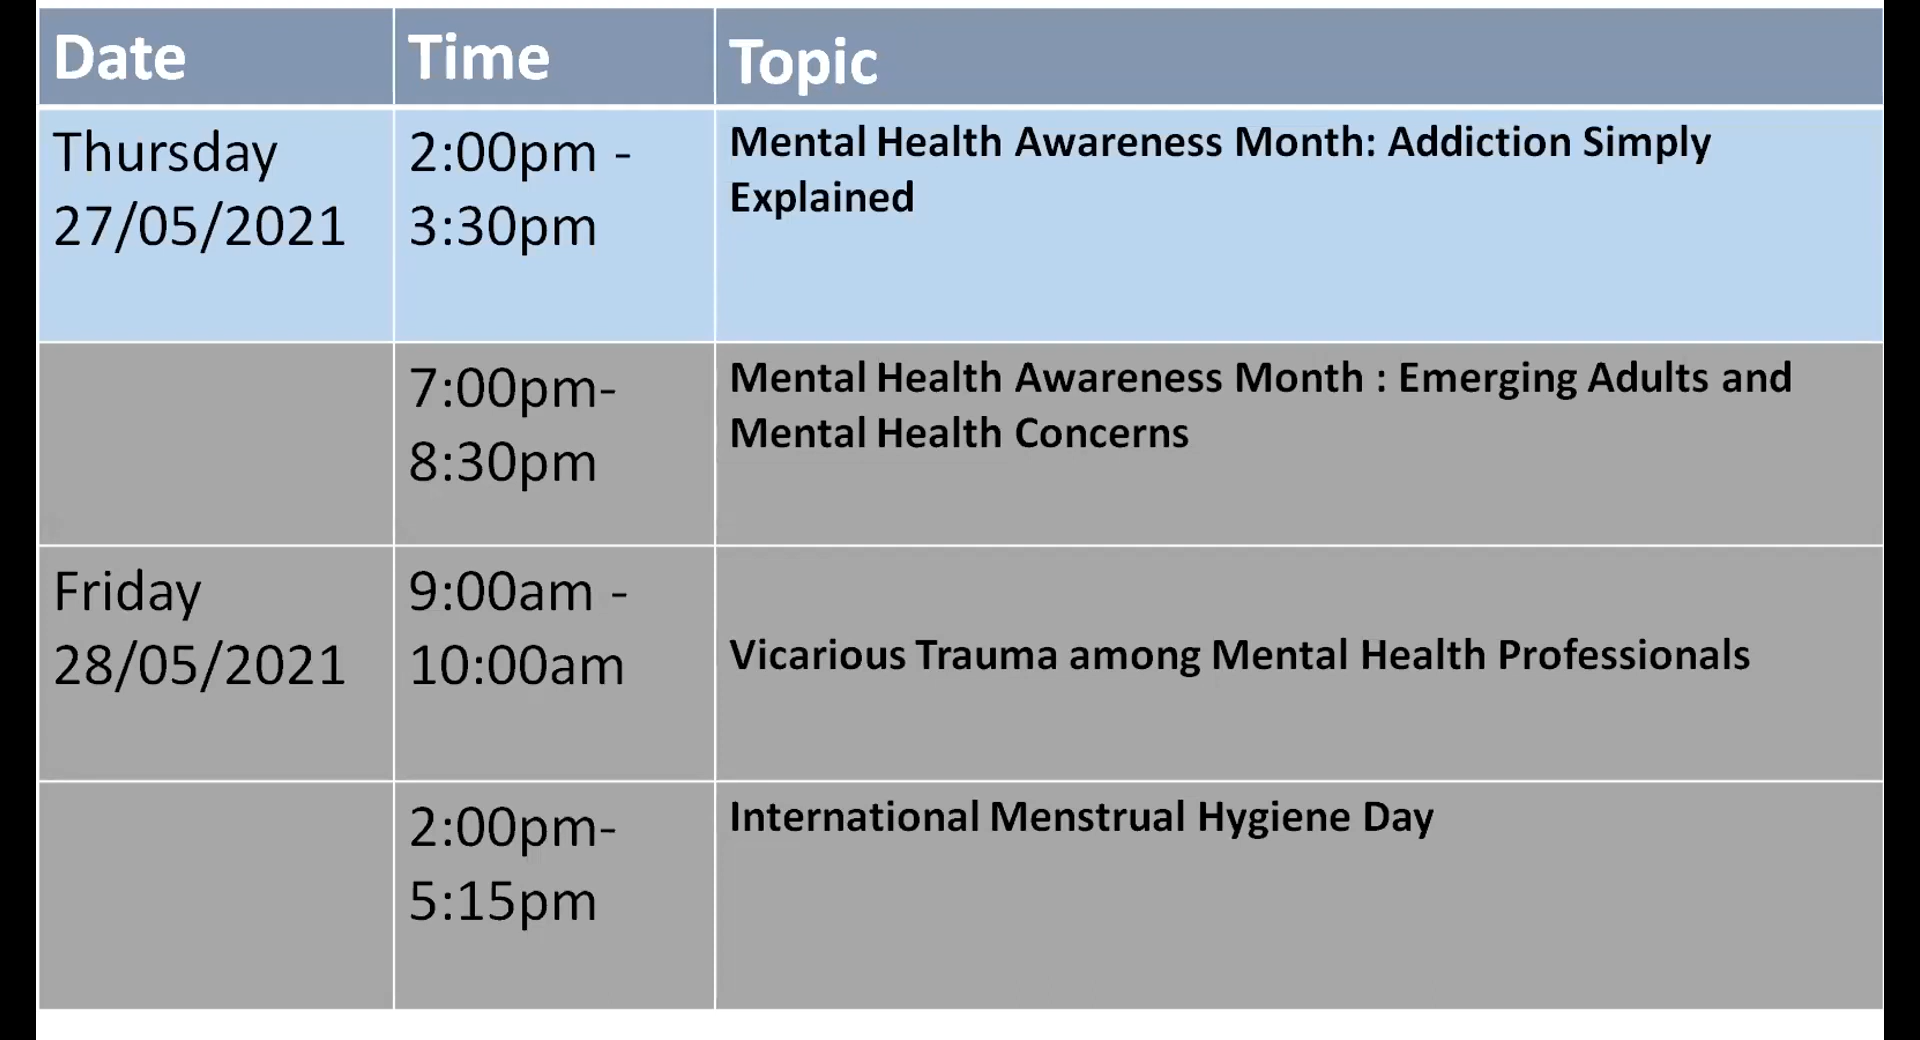 Date
Time
Topic
Thursday
27/05/2021
2:00pm -
3:30pm
Mental Health Awareness Month: Addiction Simply
Explained
7:00pm-
8:30pm
Mental Health Awareness Month : Emerging Adults and
Mental Health Concerns
Friday
28/05/2021
9:00am -
10:00am
Vicarious Trauma among Mental Health Professionals
2:00pm-
5:15pm
International Menstrual Hygiene Day